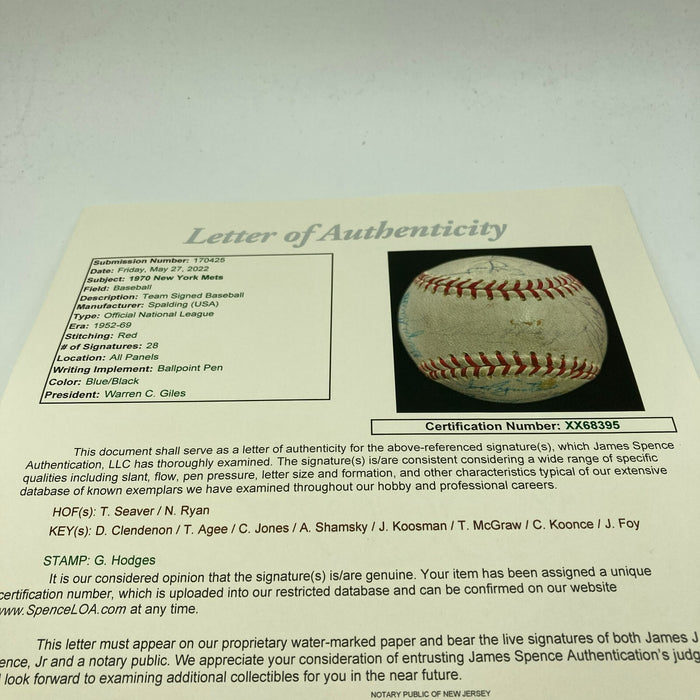 Letter of Authenticity
Submission Number: 170425
Date: Friday, May 27, 2022
Subject: 1970 New York Mets
Field: Baseball
Description: Team Signed Baseball
Manufacturer: Spalding (USA)
Type: Official National League
Era: 1952-69
Stitching: Red
# of Signatures: 28
Location: All Panels
Writing Implement: Ballpoint Pen
Color: Blue/Black
President: Warren C. Giles
Certification Number: XX68395
This document shall serve as a letter of authenticity for the above-referenced signature(s), which James Spence
Authentication, LLC has thoroughly examined. The signature(s) is/are consistent considering a wide range of specific
qualities including slant, flow, pen pressure, letter size and formation, and other characteristics typical of our extensive
database of known exemplars we have examined throughout our hobby and professional careers.
HOF(s): T. Seaver / N. Ryan
KEY(s): D. Clendenon / T. Agee / C. Jones / A. Shamsky / J. Koosman / T. McGraw / C. Koonce / J. Foy
STAMP: G. Hodges
It is our considered opinion that the signature(s) is/are genuine. Your item has been assigned a unique
certification number, which is uploaded into our restricted database and can be confirmed on our website
www.SpenceLOA.com at any time.
This letter must appear on our proprietary water-marked paper and bear the live signatures of both James J
ence, Jr and a notary public. We appreciate your consideration of entrusting James Spence Authentication's judg
look forward to examining additional collectibles for you in the near future.
NOTARY PUBLIC OF NEW JERSEY